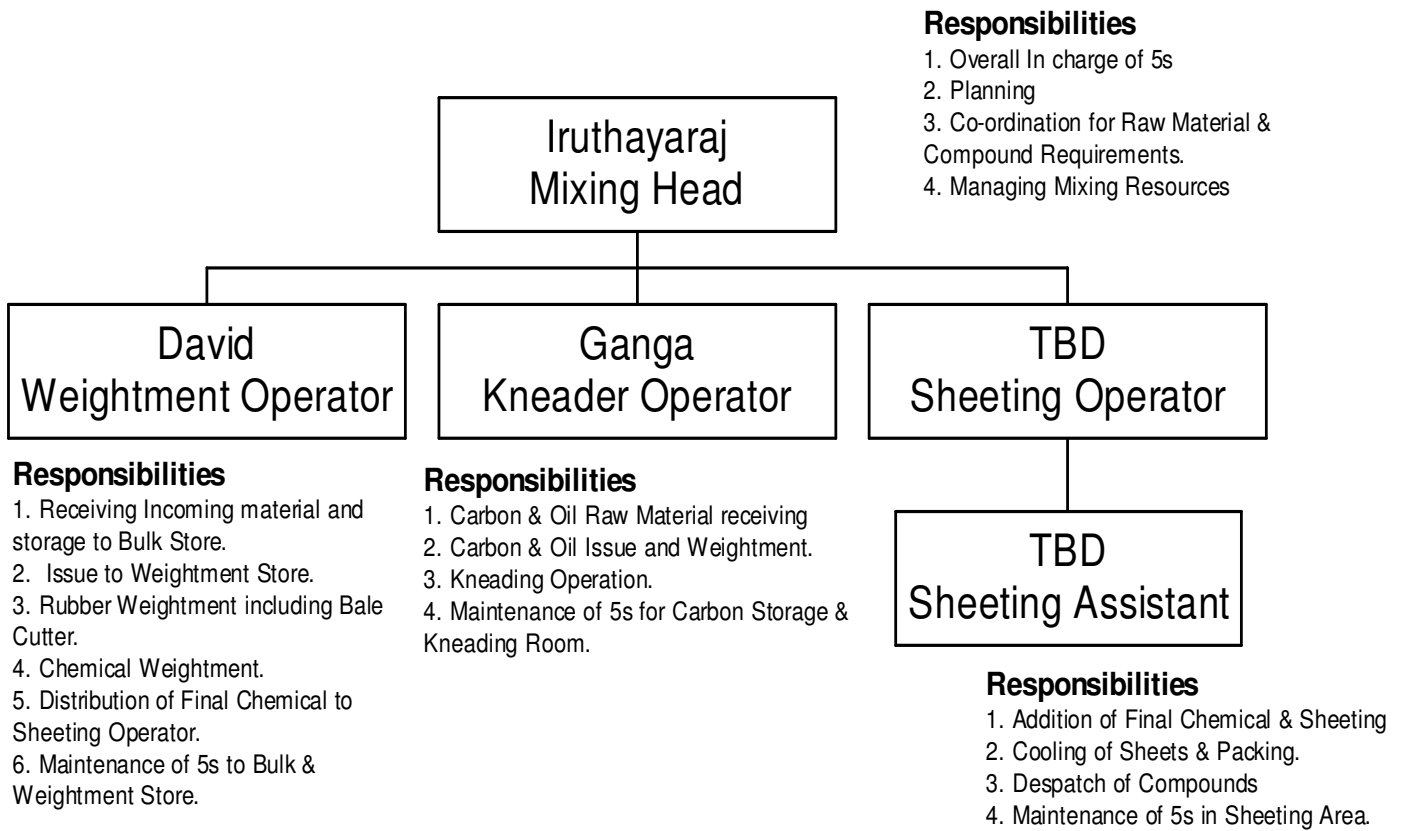 Responsibilities
1. Overall In charge of 5s
2. Planning
3. Co-ordination for Raw Material &
Compound Requirements.
4. Managing Mixing Resources
Iruthayaraj
Mixing Head
David
Weightment Operator
Responsibilities
1. Receiving Incoming material and
storage to Bulk Store.
2. Issue to Weightment Store.
3. Rubber Weightment including Bale
Cutter.
4. Chemical Weightment.
5. Distribution of Final Chemical to
Sheeting Operator.
6. Maintenance of 5s to Bulk &
Weightment Store.
Ganga
Kneader Operator
Responsibilities
1. Carbon & Oil Raw Material receiving
2. Carbon & Oil Issue and Weightment.
3. Kneading Operation.
4. Maintenance of 5s for Carbon Storage &
Kneading Room.
TBD
Sheeting Operator
TBD
Sheeting Assistant
Responsibilities
1. Addition of Final Chemical & Sheeting
2. Cooling of Sheets & Packing.
3. Despatch of Compounds
4. Maintenance of 5s in Sheeting Area.